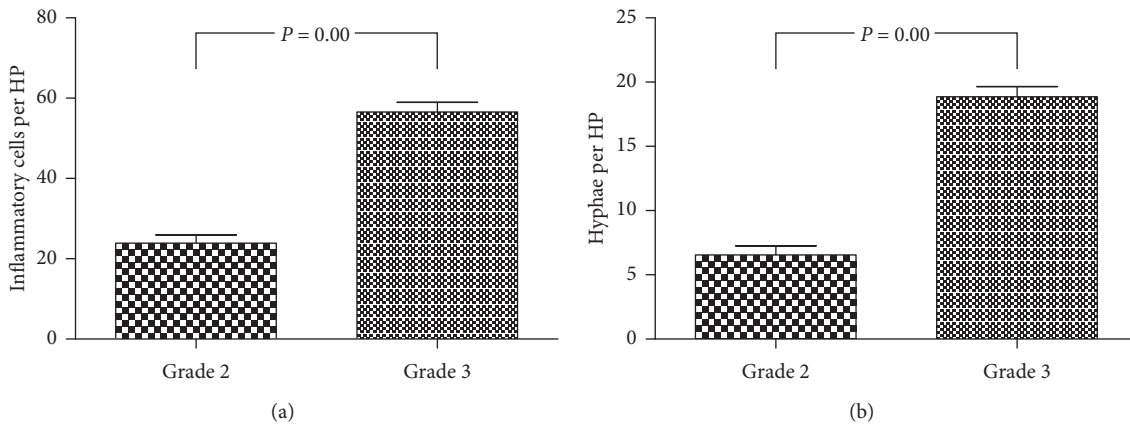 80
60
40
20
0
Inflammatory cells per HP
P = 0.00
Grade 2
Grade 3
(a)
25
20
15
10
5
0
Hyphae per HP
P = 0.00
Grade 2
Grade 3
(b)